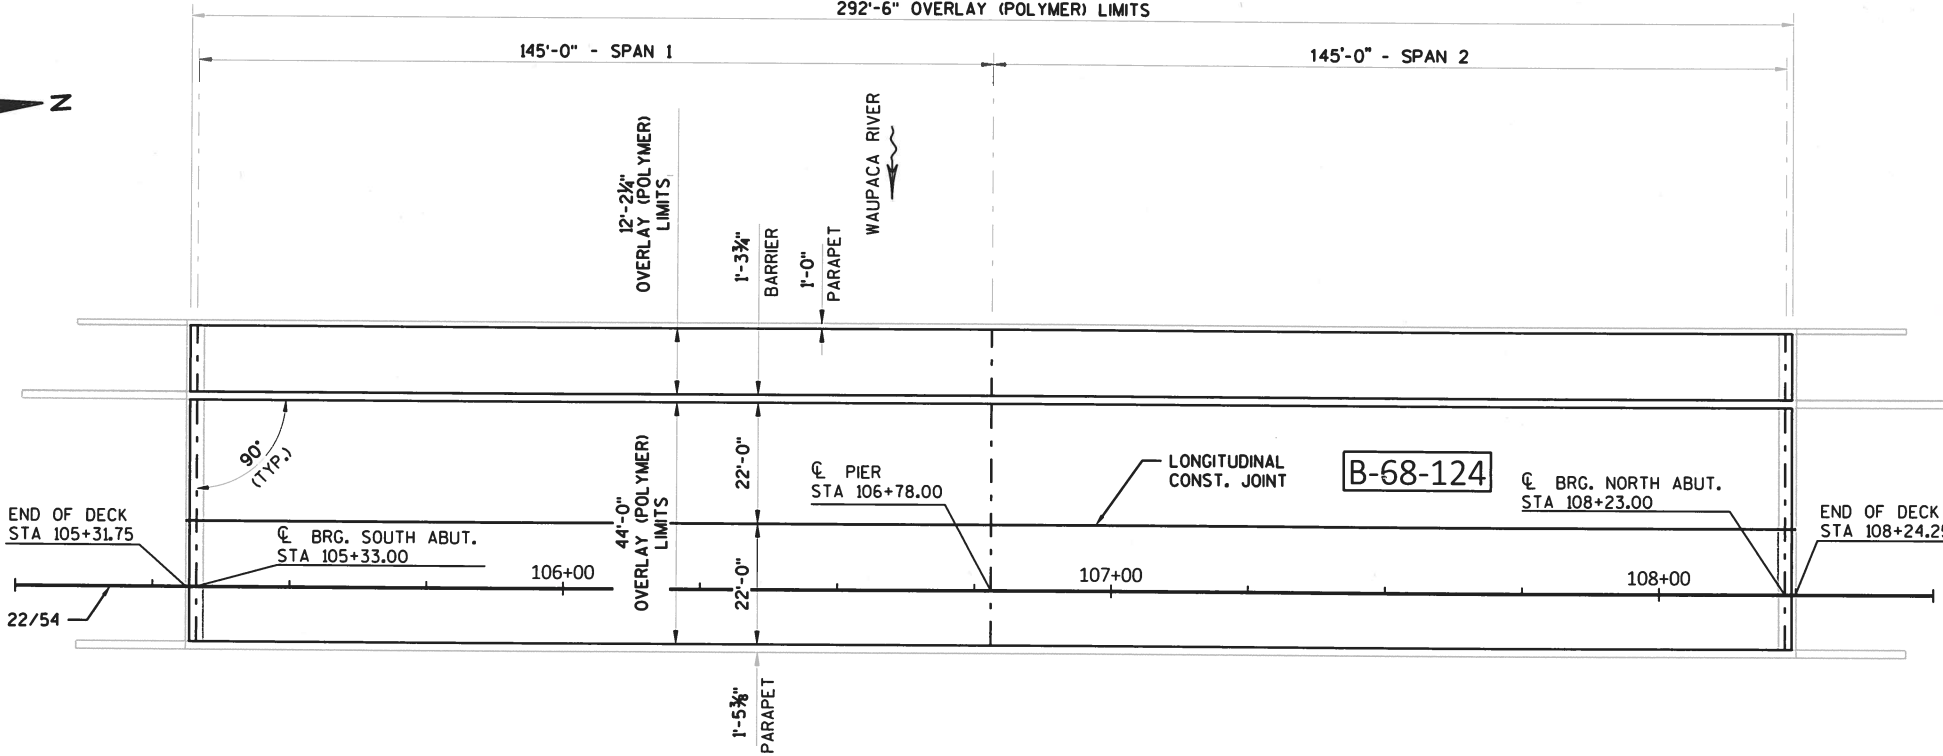 292'-6" OVERLAY (POLYMER) LIMITS
145'-0" - SPAN 1
145'-0" - SPAN 2
N
12'-2¼"
OVERLAY (POLYMER)
LIMITS
1'-3¾"
BARRIER
1'-0"
PARAPET
WAUPACA RIVER
90°
(TYP.)
44'-0"
OVERLAY (POLYMER)
LIMITS
22'-0"
22'-0"
℄ PIER
STA 106+78.00
LONGITUDINAL
CONST. JOINT
B-68-124
℄ BRG. NORTH ABUT.
STA 108+23.00
END OF DECK
STA 105+31.75
℄ BRG. SOUTH ABUT.
STA 105+33.00
END OF DECK
STA 108+24.25
106+00
107+00
108+00
22/54
1'-5⅜"
PARAPET